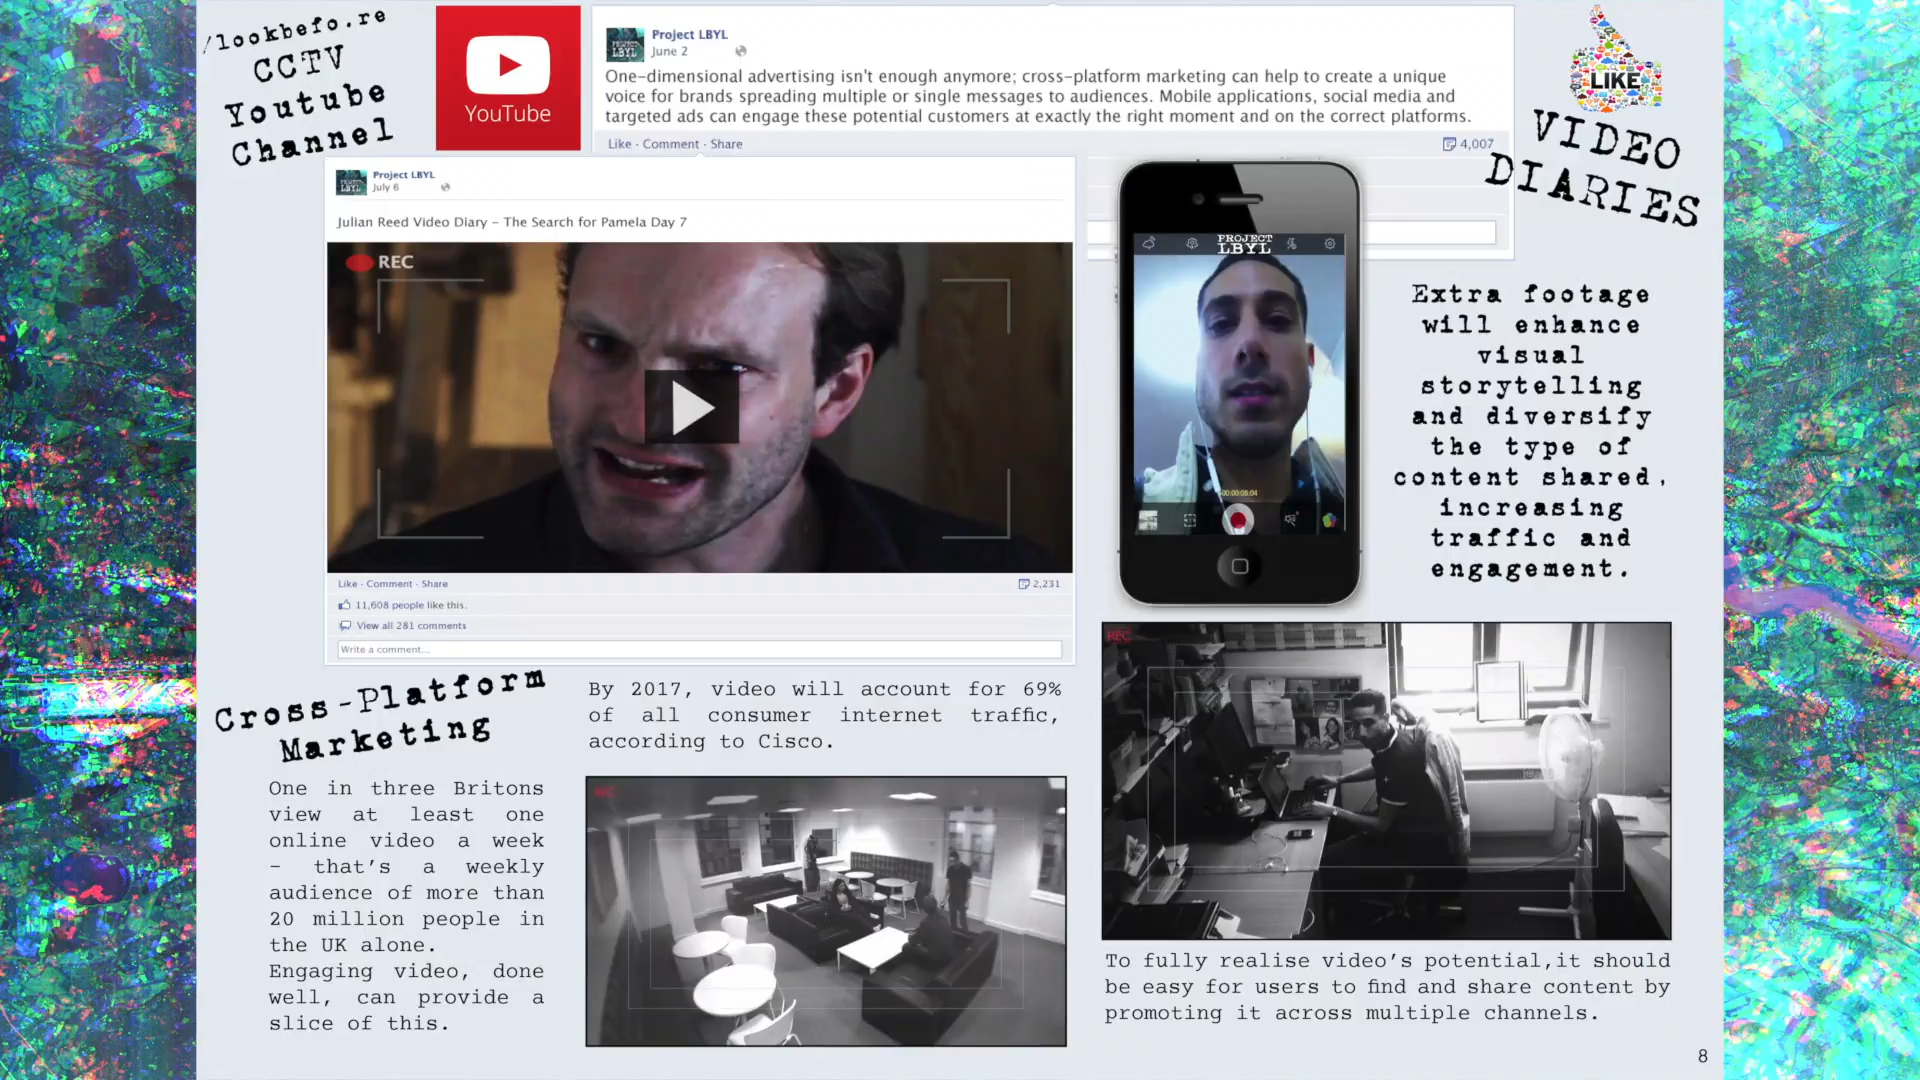 /lookbefo.re
CCTV
Youtube
Channel
YouTube
Project LBYL
June 2
One-dimensional advertising isn't enough anymore; cross-platform marketing can help to create a unique
voice for brands spreading multiple or single messages to audiences. Mobile applications, social media and
targeted ads can engage these potential customers at exactly the right moment and on the correct platforms.
Like · Comment · Share
4,007
LIKE
VIDEO
DIARIES
Project LBYL
July 6
Julian Reed Video Diary – The Search for Pamela Day 7
REC
Like · Comment · Share
2,231
11,608 people like this.
View all 281 comments
Write a comment...
PROJECT
LBYL
00:00:08:04
Extra footage
will enhance
visual
storytelling
and diversify
the type of
content shared,
increasing
traffic and
engagement.
Cross-Platform
Marketing
One in three Britons
view at least one
online video a week
– that's a weekly
audience of more than
20 million people in
the UK alone.
Engaging video, done
well, can provide a
slice of this.
By 2017, video will account for 69%
of all consumer internet traffic,
according to Cisco.
REC
REC
To fully realise video's potential,it should
be easy for users to find and share content by
promoting it across multiple channels.
8